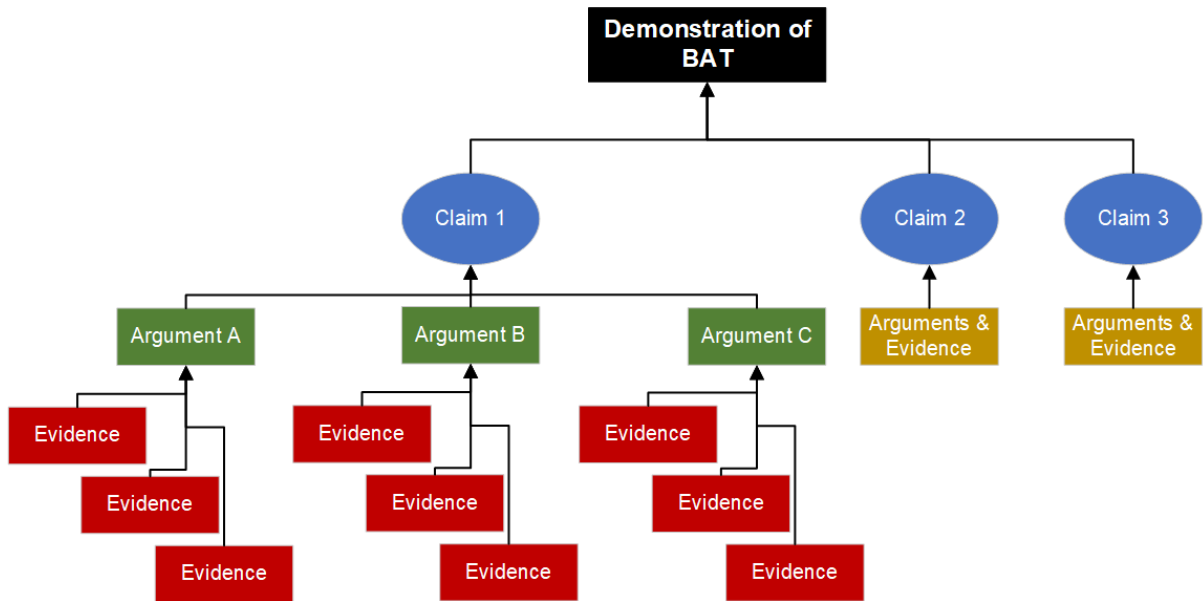 Demonstration of
BAT
Claim 1
Claim 2
Claim 3
Argument A
Argument B
Argument C
Arguments &
Evidence
Arguments &
Evidence
Evidence
Evidence
Evidence
Evidence
Evidence
Evidence
Evidence
Evidence
Evidence